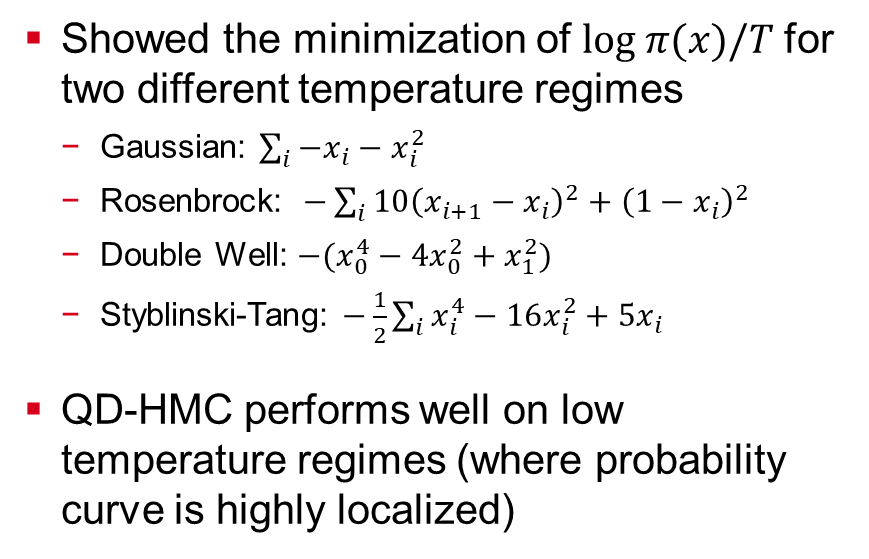 ▪ Showed the minimization of log π(x)/T for
two different temperature regimes
− Gaussian: ∑ᵢ −xᵢ − xᵢ²
− Rosenbrock: − ∑ᵢ 10(xᵢ₊₁ − xᵢ)² + (1 − xᵢ)²
− Double Well: −(x₀⁴ − 4x₀² + x₁²)
− Styblinski-Tang: −½∑ᵢ xᵢ⁴ − 16xᵢ² + 5xᵢ
▪ QD-HMC performs well on low
temperature regimes (where probability
curve is highly localized)